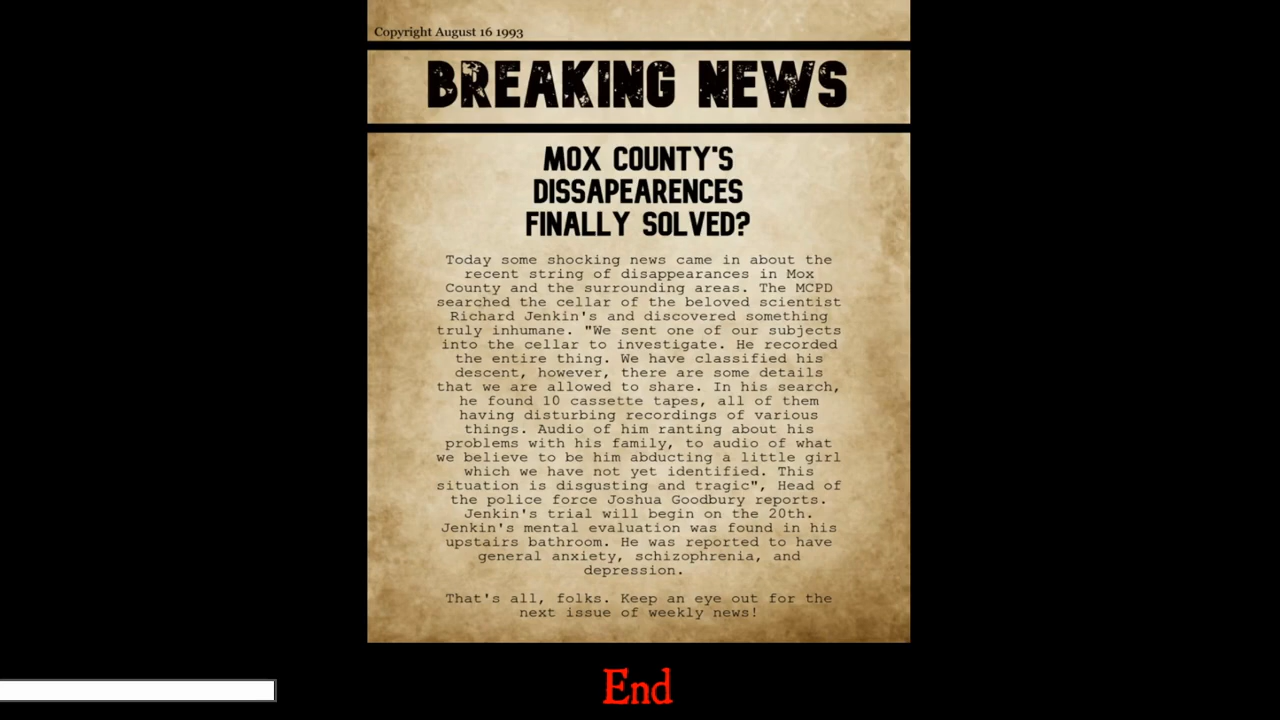 Copyright August 16 1993
BREAKING NEWS
MOX COUNTY'S
DISSAPEARENCES
FINALLY SOLVED?
Today some shocking news came in about the
recent string of disappearances in Mox
County and the surrounding areas. The MCPD
searched the cellar of the beloved scientist
Richard Jenkin's and discovered something
truly inhumane. "We sent one of our subjects
into the cellar to investigate. He recorded
the entire thing. We have classified his
descent, however, there are some details
that we are allowed to share. In his search,
he found 10 cassette tapes, all of them
having disturbing recordings of various
things. Audio of him ranting about his
problems with his family, to audio of what
we believe to be him abducting a little girl
which we have not yet identified. This
situation is disgusting and tragic", Head of
the police force Joshua Goodbury reports.
Jenkin's trial will begin on the 20th.
Jenkin's mental evaluation was found in his
upstairs bathroom. He was reported to have
general anxiety, schizophrenia, and
depression.
That's all, folks. Keep an eye out for the
next issue of weekly news!
End